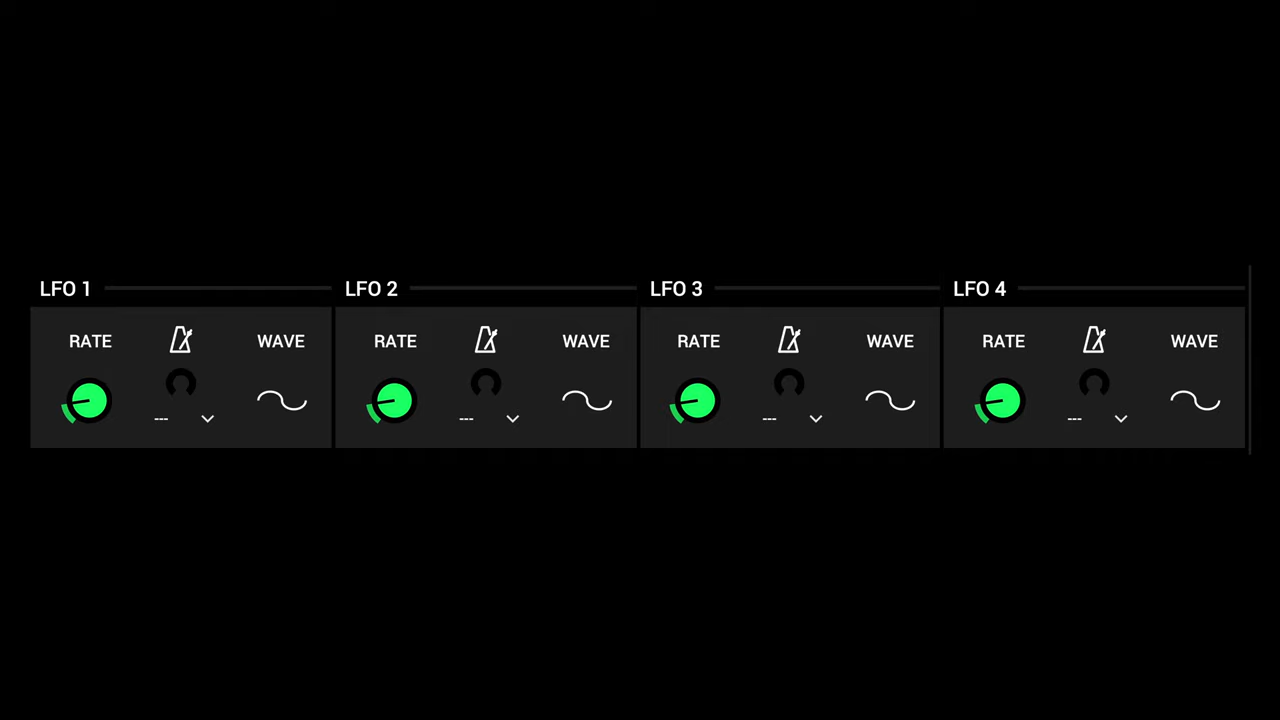 LFO 1 LFO 2 LFO 3 LFO 4
RATE WAVE RATE WAVE RATE WAVE RATE WAVE
--- --- --- ---